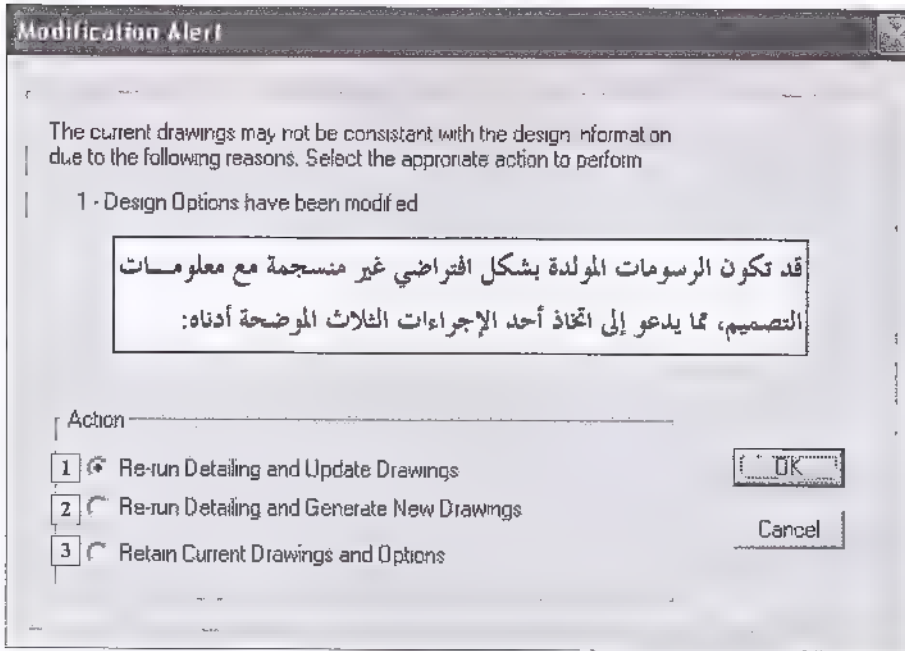 Modification Alert
The current drawings may not be consistant with the design nformat on
due to the following reasons. Select the approriate action to perform
1 - Design Options have been modif ed
قد تكون الرسومات المولدة بشكل افتراضي غير منسجمة مع معلومـــات
التصميم، مما يدعو إلى اتخاذ أحد الإجراءات الثلاث الموضحة أدناه:
Action
1 Re-run Detailing and Update Drawings
OK
2 Re-run Detailing and Generate New Drawings
Cancel
3 Retain Current Drawings and Options